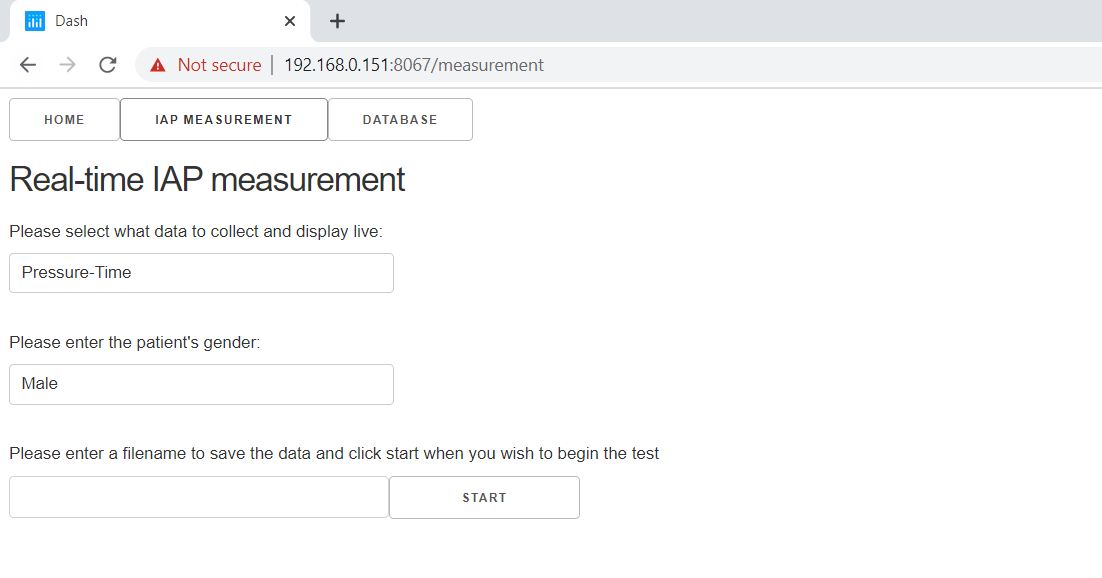 Dash
Not secure | 192.168.0.151:8067/measurement
HOME IAP MEASUREMENT DATABASE
Real-time IAP measurement
Please select what data to collect and display live:
Pressure-Time
Please enter the patient's gender:
Male
Please enter a filename to save the data and click start when you wish to begin the test
START